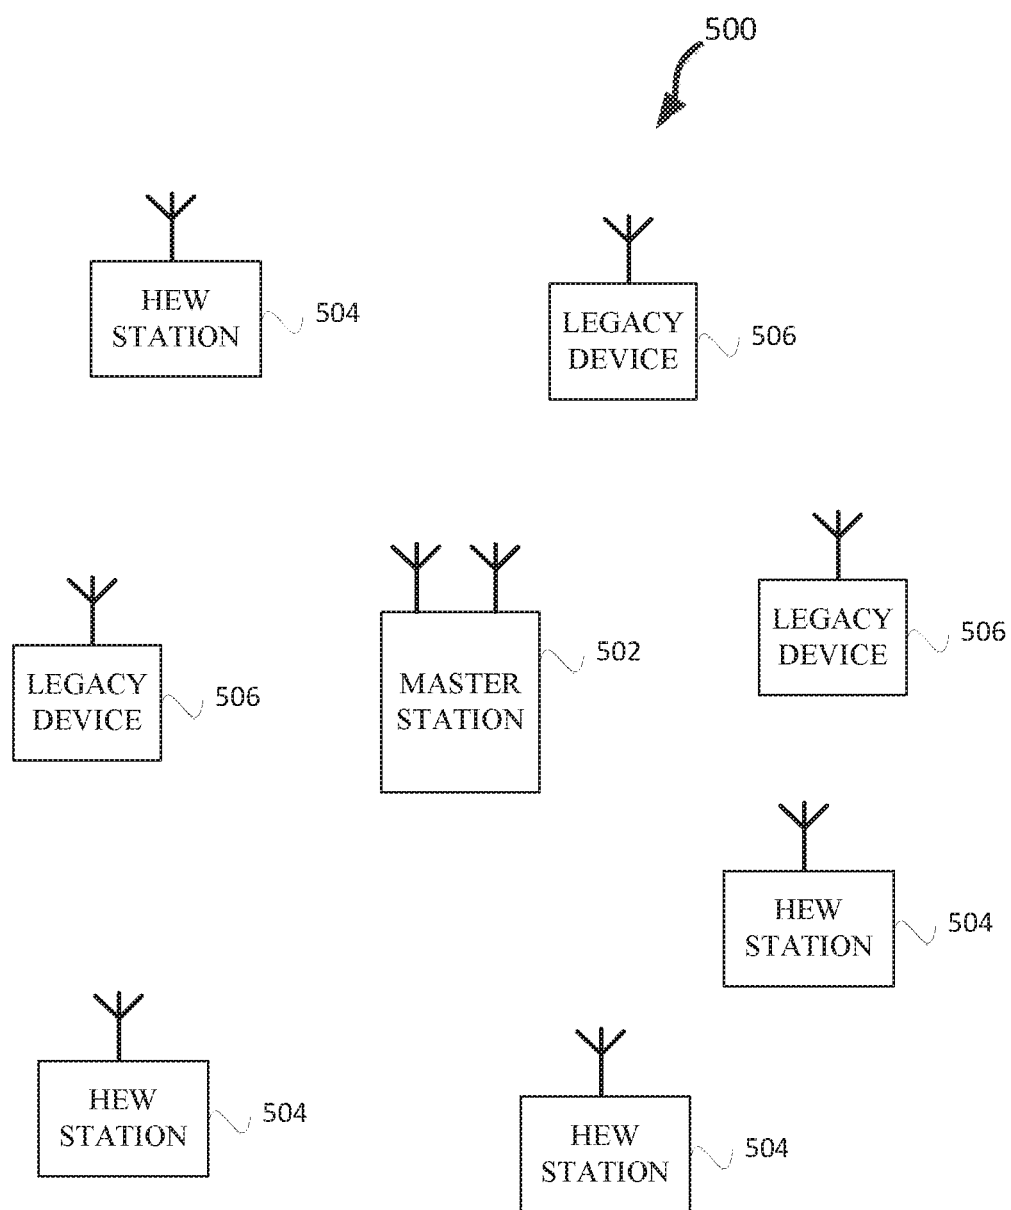 500
HEW
STATION
504
LEGACY
DEVICE
506
LEGACY
DEVICE
506
MASTER
STATION
502
LEGACY
DEVICE
506
HEW
STATION
504
HEW
STATION
504
HEW
STATION
504